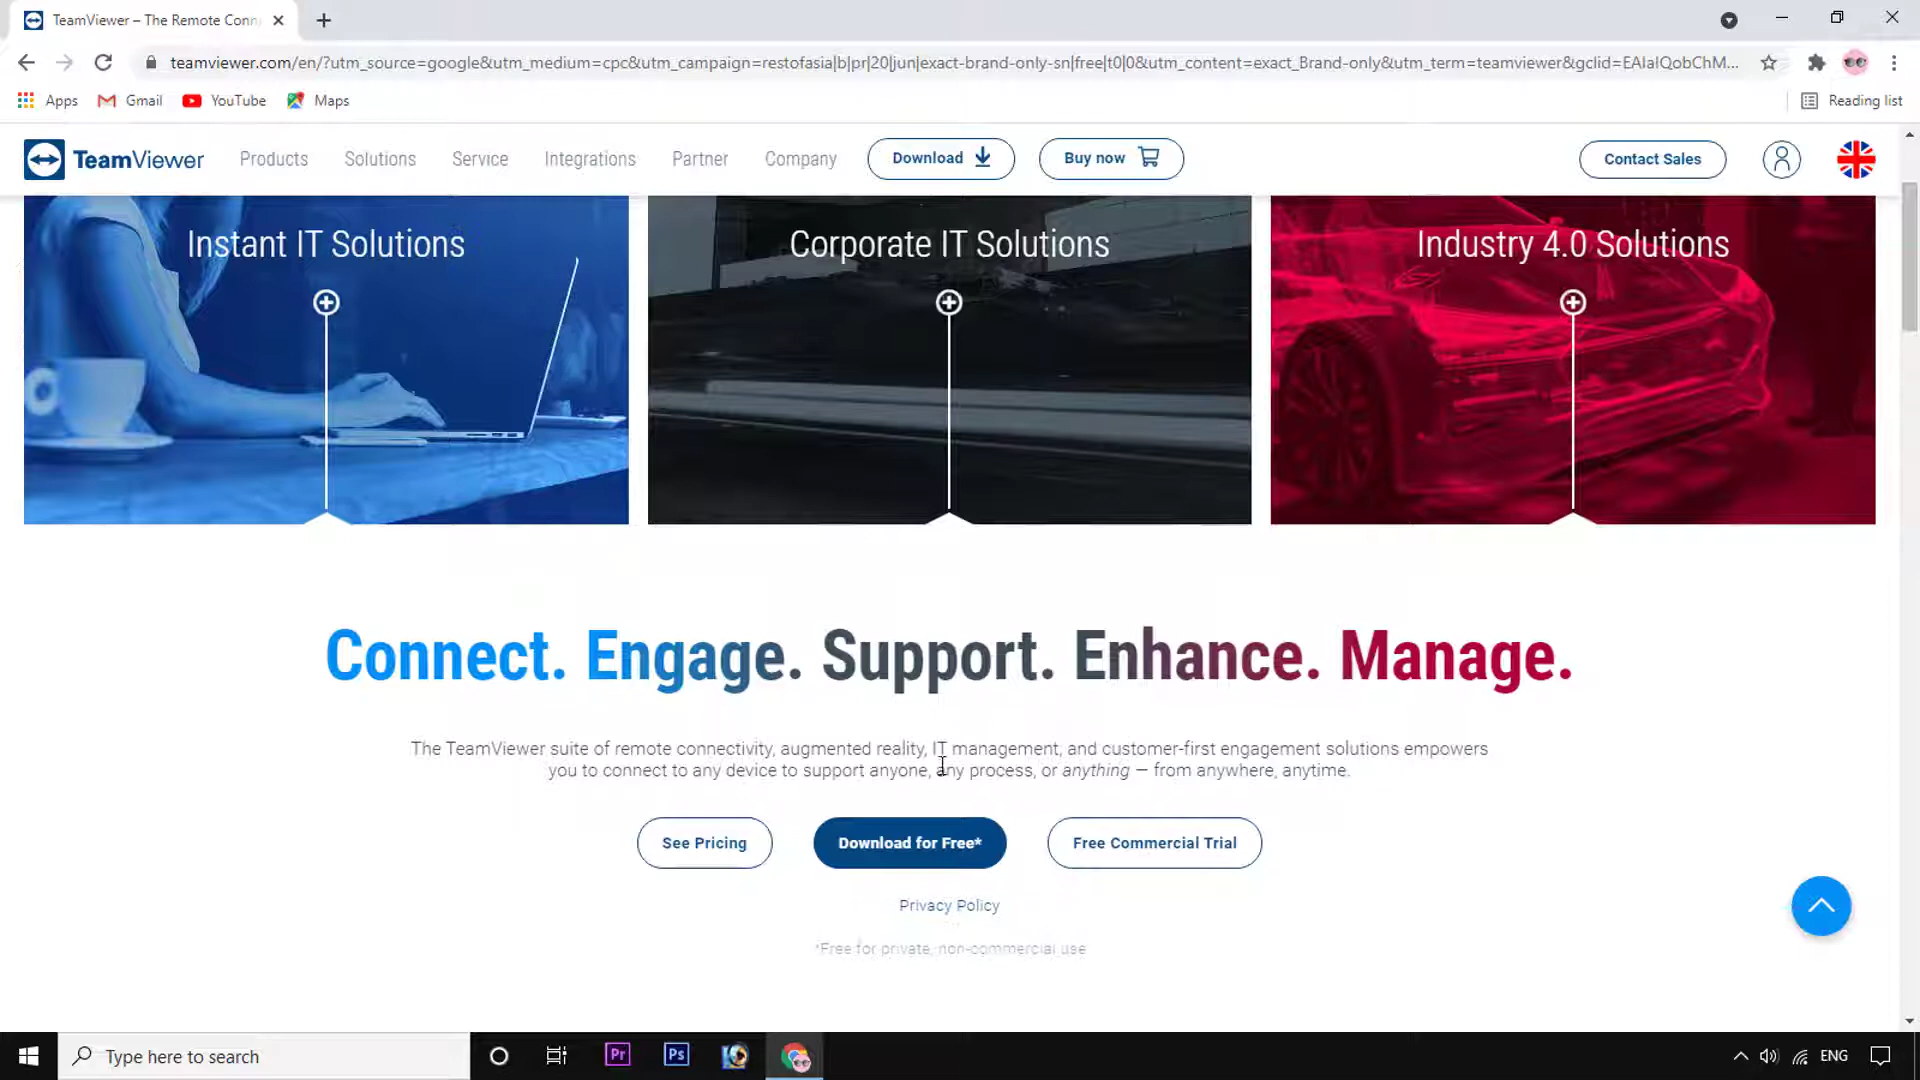 TeamViewer – The Remote Conn
teamviewer.com/en/?utm_source=google&utm_medium=cpc&utm_campaign=restofasia|b|pr|20|jun|exact-brand-only-sn|free|t0|0&utm_content=exact_Brand-only&utm_term=teamviewer&gclid=EAIaIQobChM...
Apps Gmail YouTube Maps Reading list
TeamViewer Products Solutions Service Integrations Partner Company Download Buy now Contact Sales
Instant IT Solutions
Corporate IT Solutions
Industry 4.0 Solutions
Connect. Engage. Support. Enhance. Manage.
The TeamViewer suite of remote connectivity, augmented reality, IT management, and customer-first engagement solutions empowers
you to connect to any device to support anyone, any process, or anything — from anywhere, anytime.
See Pricing Download for Free* Free Commercial Trial
Privacy Policy
*Free for private, non-commercial use
Type here to search Pr Ps ENG